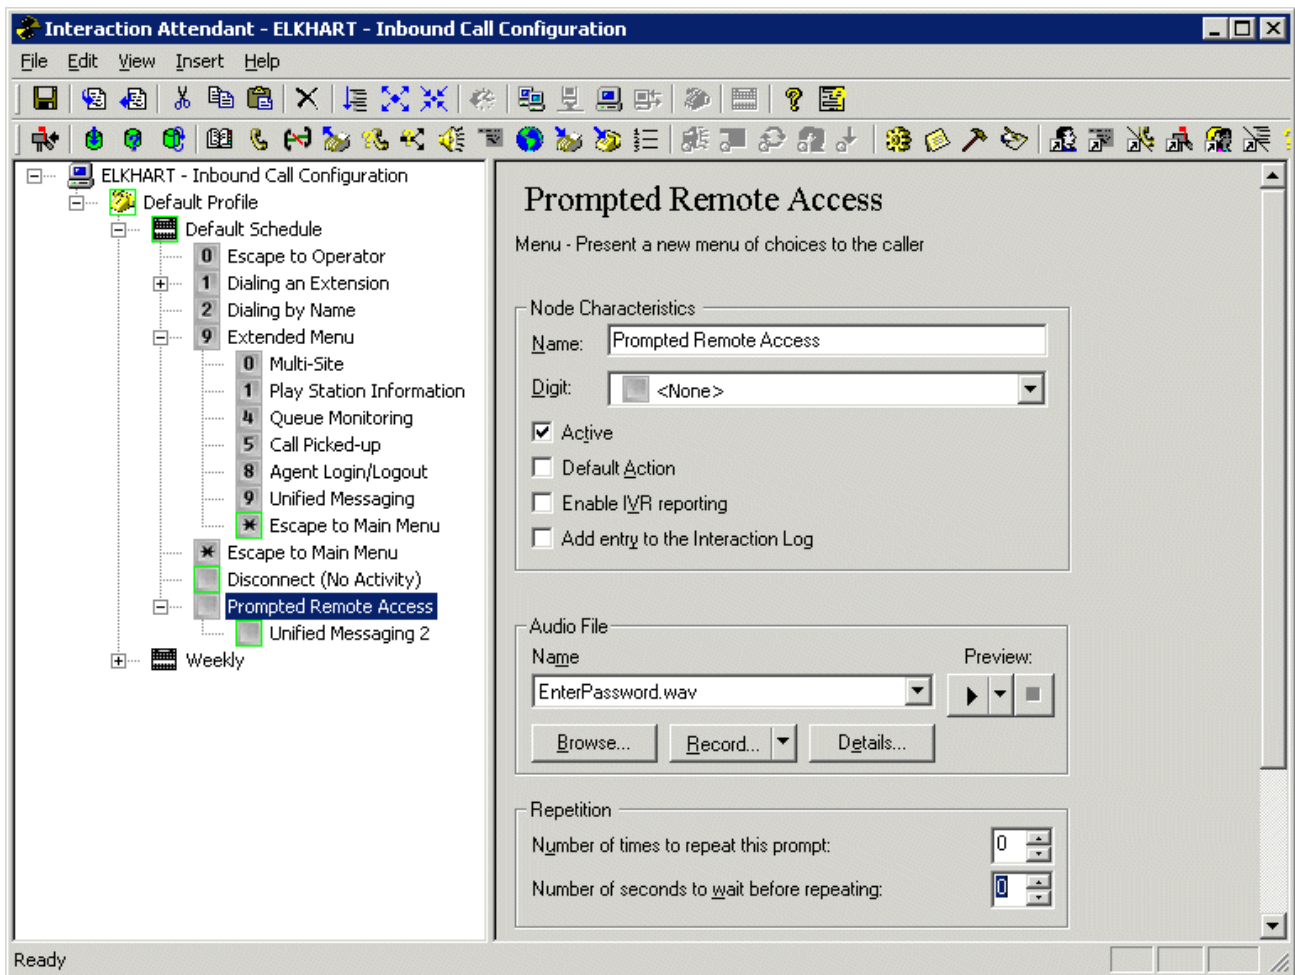 Interaction Attendant - ELKHART - Inbound Call Configuration
File Edit View Insert Help
ELKHART - Inbound Call Configuration
Default Profile
Default Schedule
0 Escape to Operator
1 Dialing an Extension
2 Dialing by Name
9 Extended Menu
0 Multi-Site
1 Play Station Information
4 Queue Monitoring
5 Call Picked-up
8 Agent Login/Logout
9 Unified Messaging
* Escape to Main Menu
* Escape to Main Menu
Disconnect (No Activity)
Prompted Remote Access
Unified Messaging 2
Weekly
Prompted Remote Access
Menu - Present a new menu of choices to the caller
Node Characteristics
Name: Prompted Remote Access
Digit: <None>
Active
Default Action
Enable IVR reporting
Add entry to the Interaction Log
Audio File
Name Preview:
EnterPassword.wav
Browse... Record... Details...
Repetition
Number of times to repeat this prompt: 0
Number of seconds to wait before repeating: 0
Ready